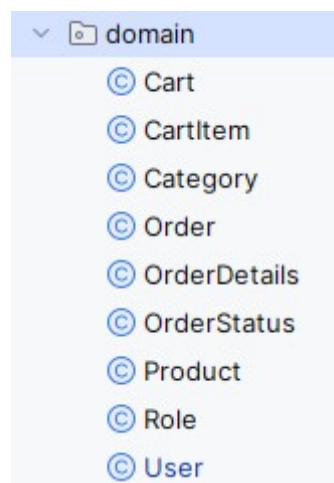 domain
Cart
CartItem
Category
Order
OrderDetails
OrderStatus
Product
Role
User